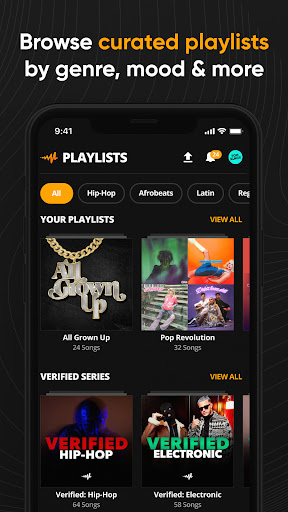 Browse curated playlists
by genre, mood & more
9:41
PLAYLISTS
24
All
Hip-Hop
Afrobeats
Latin
Reg
YOUR PLAYLISTS
VIEW ALL
All
Grown
Up
All Grown Up
24 Songs
Pop Revolution
32 Songs
VERIFIED SERIES
VIEW ALL
VERIFIED
HIP-HOP
VERIFIED
ELECTRONIC
Verified: Hip-Hop
64 Songs
Verified: Electronic
58 Songs